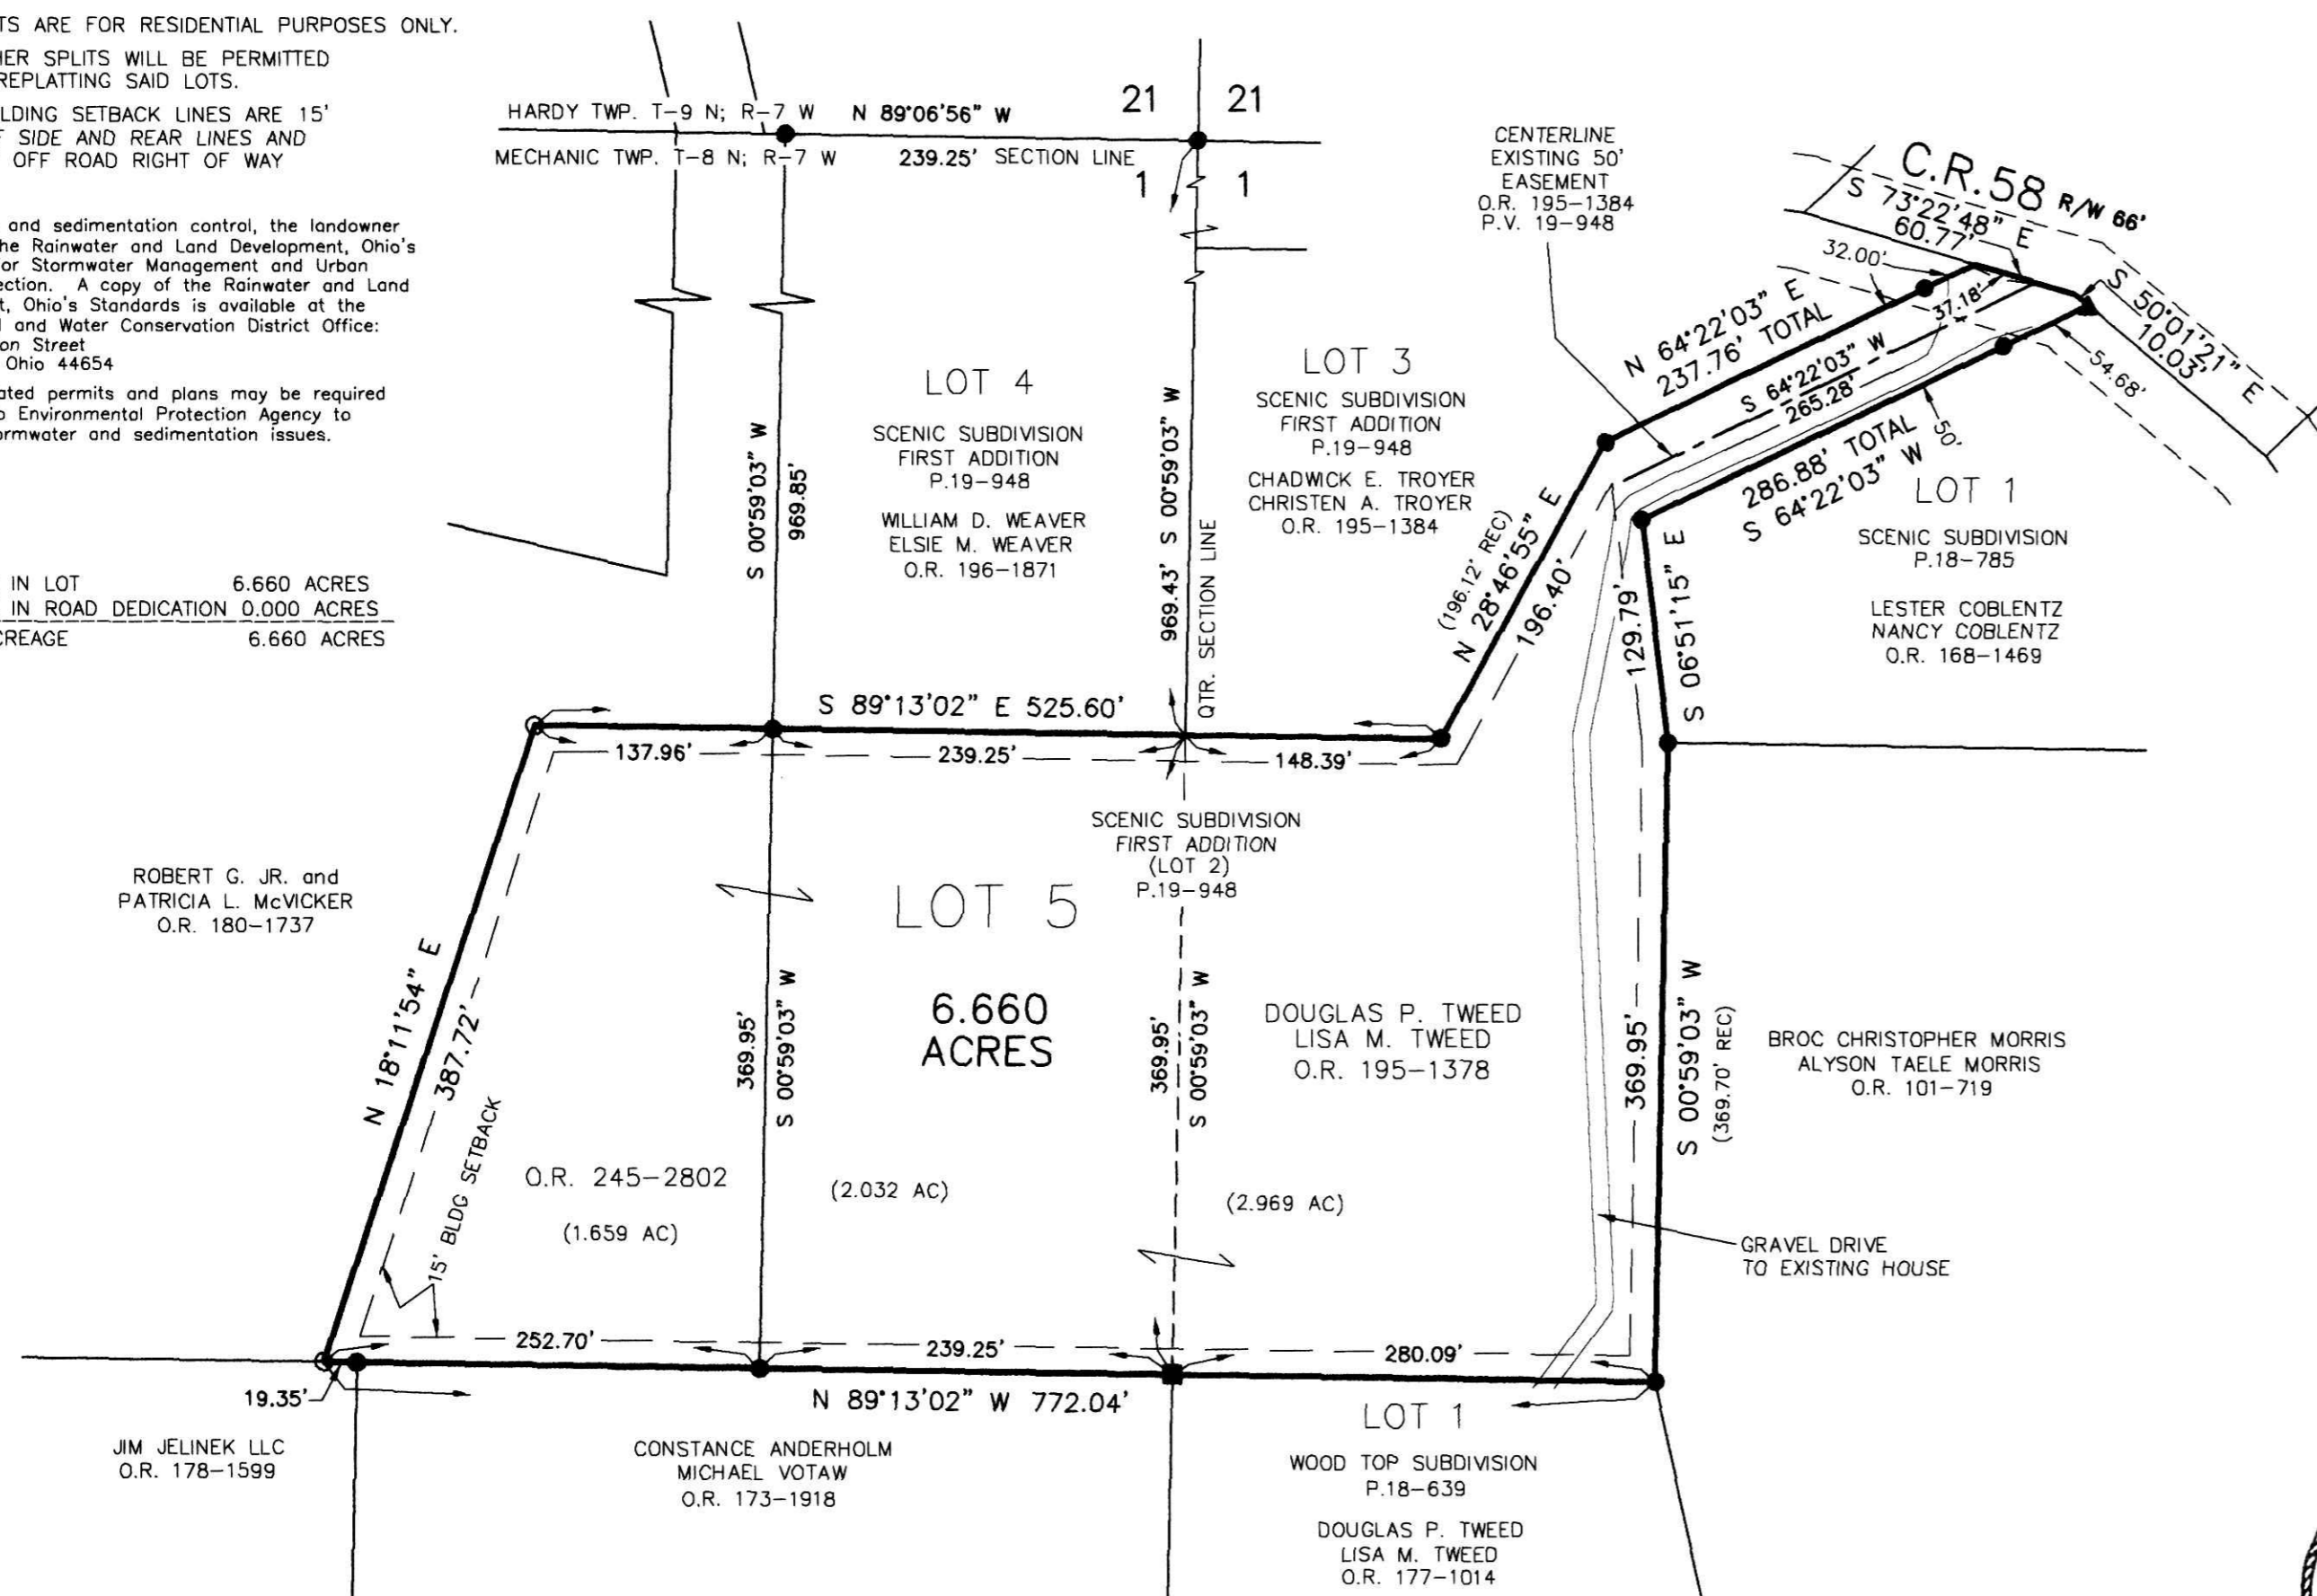 TS ARE FOR RESIDENTIAL PURPOSES ONLY.
HER SPLITS WILL BE PERMITTED
REPLATTING SAID LOTS.
LDING SETBACK LINES ARE 15'
SIDE AND REAR LINES AND
OFF ROAD RIGHT OF WAY
and sedimentation control, the landowner
he Rainwater and Land Development, Ohio's
or Stormwater Management and Urban
ection. A copy of the Rainwater and Land
t, Ohio's Standards is available at the
l and Water Conservation District Office:
on Street
Ohio 44654
ated permits and plans may be required
o Environmental Protection Agency to
ormwater and sedimentation issues.
IN LOT 6.660 ACRES
IN ROAD DEDICATION 0.000 ACRES
CREAGE 6.660 ACRES
HARDY TWP. T-9 N; R-7 W N 89°06'56" W
MECHANIC TWP. T-8 N; R-7 W 239.25' SECTION LINE
21 21
1 1
CENTERLINE
EXISTING 50'
EASEMENT
O.R. 195-1384
P.V. 19-948
C.R.58 R/W 66'
S 73°22'48" E
60.77'
32.00'
37.18'
S 50°01'21" E
10.03'
54.68'
N 64°22'03" E
237.76' TOTAL
S 64°22'03" W
265.28'
50'
286.88' TOTAL
S 64°22'03" W
LOT 4
SCENIC SUBDIVISION
FIRST ADDITION
P.19-948
WILLIAM D. WEAVER
ELSIE M. WEAVER
O.R. 196-1871
S 00°59'03" W
969.85'
969.43' S 00°59'03" W
QTR. SECTION LINE
LOT 3
SCENIC SUBDIVISION
FIRST ADDITION
P.19-948
CHADWICK E. TROYER
CHRISTEN A. TROYER
O.R. 195-1384
LOT 1
SCENIC SUBDIVISION
P.18-785
LESTER COBLENTZ
NANCY COBLENTZ
O.R. 168-1469
(196.12' REC)
N 28°46'55" E
196.40'
129.79'
S 06°51'15" E
S 89°13'02" E 525.60'
137.96'
239.25'
148.39'
SCENIC SUBDIVISION
FIRST ADDITION
(LOT 2)
P.19-948
ROBERT G. JR. and
PATRICIA L. McVICKER
O.R. 180-1737
LOT 5
6.660
ACRES
N 18°11'54" E
387.72'
15' BLDG SETBACK
369.95'
S 00°59'03" W
369.95'
S 00°59'03" W
DOUGLAS P. TWEED
LISA M. TWEED
O.R. 195-1378
369.95'
S 00°59'03" W
(369.70' REC)
BROC CHRISTOPHER MORRIS
ALYSON TAELE MORRIS
O.R. 101-719
O.R. 245-2802
(1.659 AC)
(2.032 AC)
(2.969 AC)
GRAVEL DRIVE
TO EXISTING HOUSE
252.70'
239.25'
280.09'
19.35'
N 89°13'02" W 772.04'
JIM JELINEK LLC
O.R. 178-1599
CONSTANCE ANDERHOLM
MICHAEL VOTAW
O.R. 173-1918
LOT 1
WOOD TOP SUBDIVISION
P.18-639
DOUGLAS P. TWEED
LISA M. TWEED
O.R. 177-1014